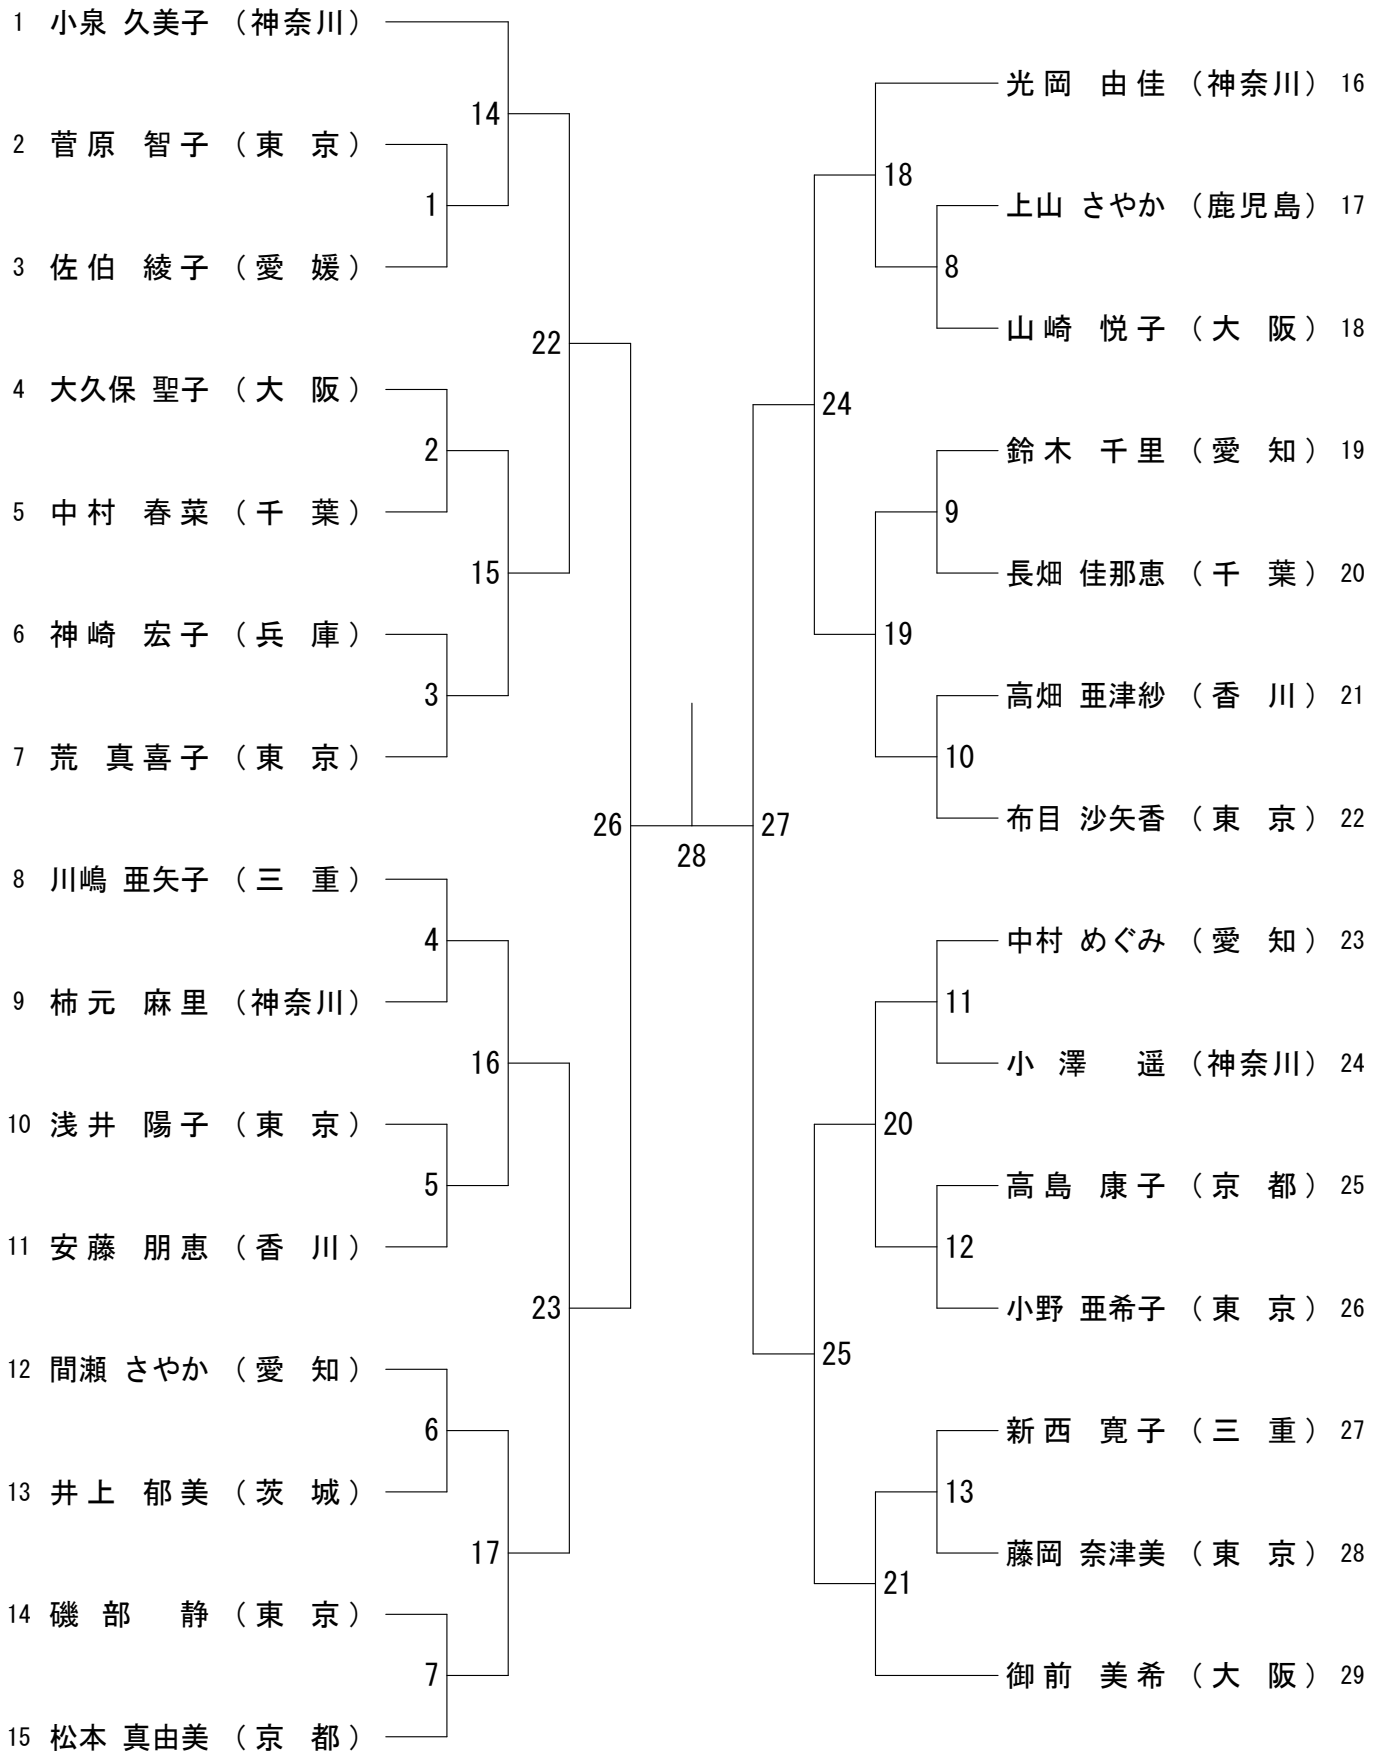 1 小泉 久美子 （神奈川）
2 菅原 智子 （東 京）
3 佐伯 綾子 （愛 媛）
4 大久保 聖子 （大 阪）
5 中村 春菜 （千 葉）
6 神崎 宏子 （兵 庫）
7 荒 真喜子 （東 京）
8 川嶋 亜矢子 （三 重）
9 柿元 麻里 （神奈川）
10 浅井 陽子 （東 京）
11 安藤 朋恵 （香 川）
12 間瀬 さやか （愛 知）
13 井上 郁美 （茨 城）
14 磯部 静 （東 京）
15 松本 真由美 （京 都）
1
2
3
4
5
6
7
14
15
16
17
22
23
26
28
27
24
25
18
19
20
21
8
9
10
11
12
13
光岡 由佳 （神奈川） 16
上山 さやか （鹿児島） 17
山崎 悦子 （大 阪） 18
鈴木 千里 （愛 知） 19
長畑 佳那恵 （千 葉） 20
高畑 亜津紗 （香 川） 21
布目 沙矢香 （東 京） 22
中村 めぐみ （愛 知） 23
小澤 遥 （神奈川） 24
高島 康子 （京 都） 25
小野 亜希子 （東 京） 26
新西 寛子 （三 重） 27
藤岡 奈津美 （東 京） 28
御前 美希 （大 阪） 29